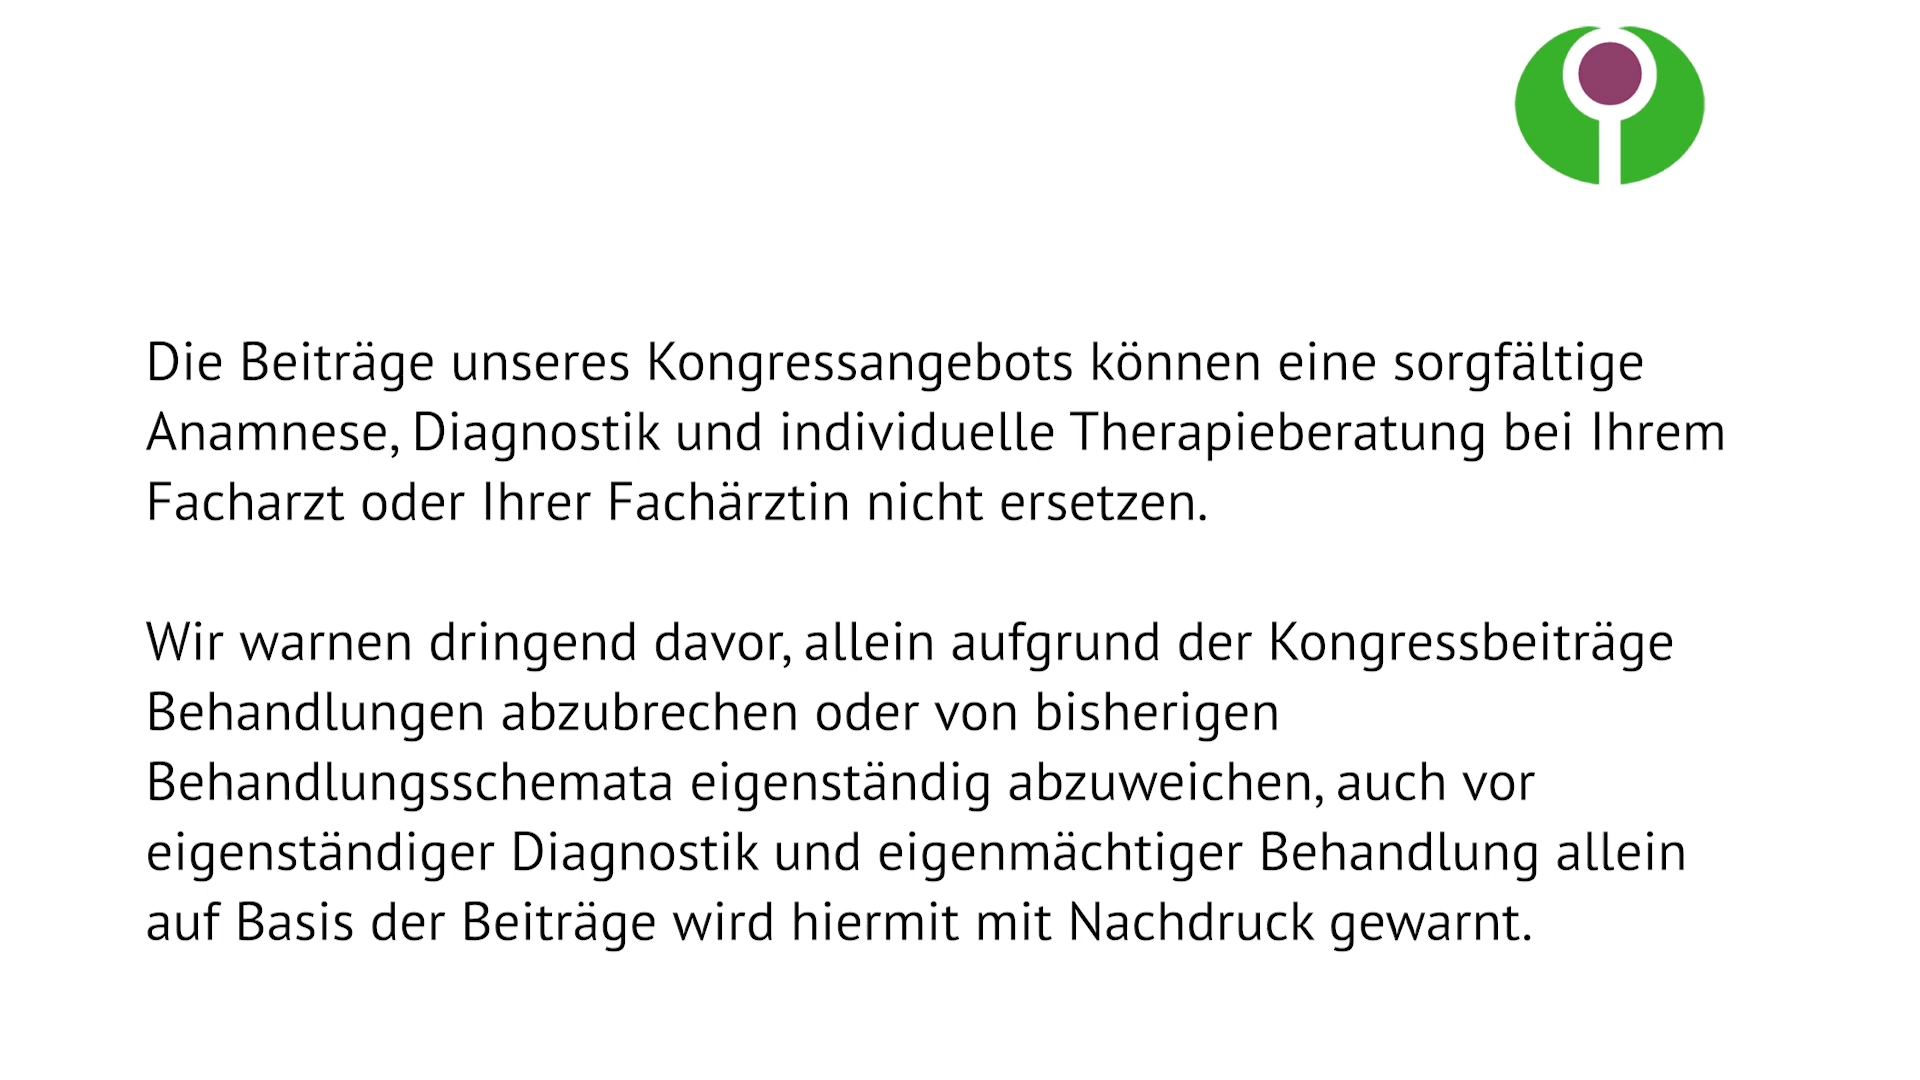 Die Beiträge unseres Kongressangebots können eine sorgfältige
Anamnese, Diagnostik und individuelle Therapieberatung bei Ihrem
Facharzt oder Ihrer Fachärztin nicht ersetzen.
Wir warnen dringend davor, allein aufgrund der Kongressbeiträge
Behandlungen abzubrechen oder von bisherigen
Behandlungsschemata eigenständig abzuweichen, auch vor
eigenständiger Diagnostik und eigenmächtiger Behandlung allein
auf Basis der Beiträge wird hiermit mit Nachdruck gewarnt.